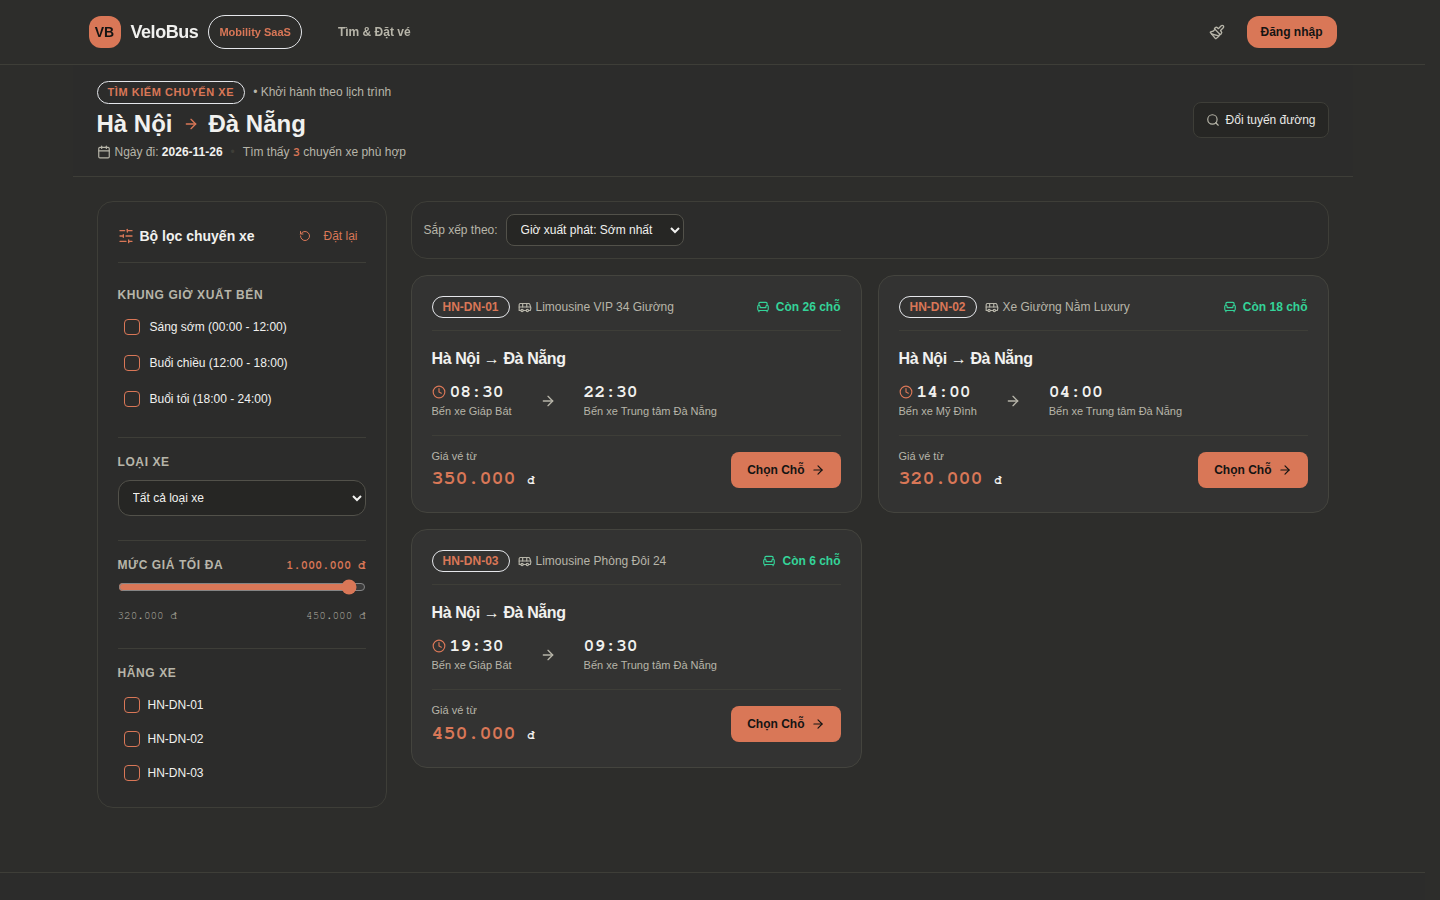 VB VeloBus Mobility SaaS Tìm & Đặt vé Đăng nhập
TÌM KIẾM CHUYẾN XE • Khởi hành theo lịch trình
Hà Nội → Đà Nẵng
Đổi tuyến đường
Ngày đi: 2026-11-26 • Tìm thấy 3 chuyến xe phù hợp
Bộ lọc chuyến xe Đặt lại
KHUNG GIỜ XUẤT BẾN
Sáng sớm (00:00 - 12:00)
Buổi chiều (12:00 - 18:00)
Buổi tối (18:00 - 24:00)
LOẠI XE
Tất cả loại xe
MỨC GIÁ TỐI ĐA 1.000.000 đ
320.000 đ 450.000 đ
HÃNG XE
HN-DN-01
HN-DN-02
HN-DN-03
Sắp xếp theo: Giờ xuất phát: Sớm nhất
HN-DN-01 Limousine VIP 34 Giường Còn 26 chỗ
Hà Nội → Đà Nẵng
08:30 → 22:30
Bến xe Giáp Bát Bến xe Trung tâm Đà Nẵng
Giá vé từ
350.000 đ Chọn Chỗ →
HN-DN-02 Xe Giường Nằm Luxury Còn 18 chỗ
Hà Nội → Đà Nẵng
14:00 → 04:00
Bến xe Mỹ Đình Bến xe Trung tâm Đà Nẵng
Giá vé từ
320.000 đ Chọn Chỗ →
HN-DN-03 Limousine Phòng Đôi 24 Còn 6 chỗ
Hà Nội → Đà Nẵng
19:30 → 09:30
Bến xe Giáp Bát Bến xe Trung tâm Đà Nẵng
Giá vé từ
450.000 đ Chọn Chỗ →